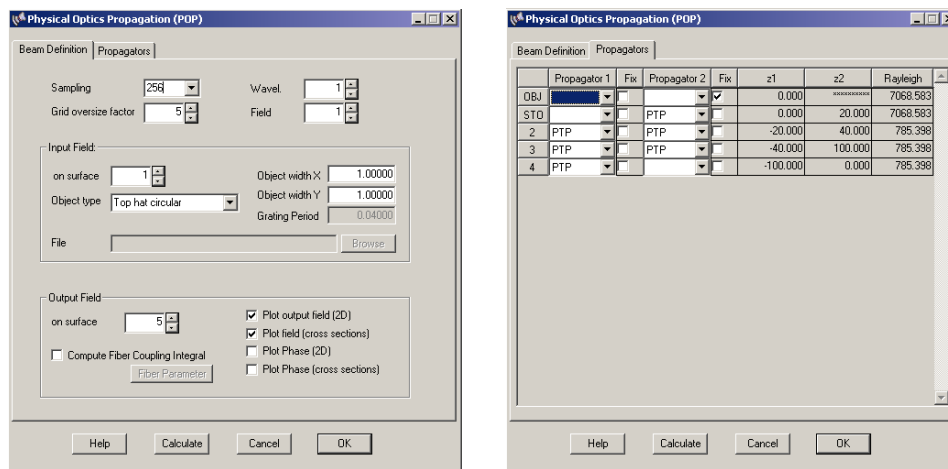 Physical Optics Propagation (POP)
Beam Definition Propagators
Sampling 256 Wavel. 1
Grid oversize factor 5 Field 1
Input Field:
on surface 1 Object width X 1.00000
Object type Top hat circular Object width Y 1.00000
Grating Period 0.04000
File Browse
Output Field
on surface 5 Plot output field (2D)
Plot field (cross sections)
Compute Fiber Coupling Integral Plot Phase (2D)
Fiber Parameter Plot Phase (cross sections)
Help Calculate Cancel OK
Physical Optics Propagation (POP)
Beam Definition Propagators
Propagator 1 Fix Propagator 2 Fix z1 z2 Rayleigh
OBJ 0.000 ********* 7068.583
STO PTP 0.000 20.000 7068.583
2 PTP PTP -20.000 40.000 785.398
3 PTP PTP -40.000 100.000 785.398
4 PTP -100.000 0.000 785.398
Help Calculate Cancel OK